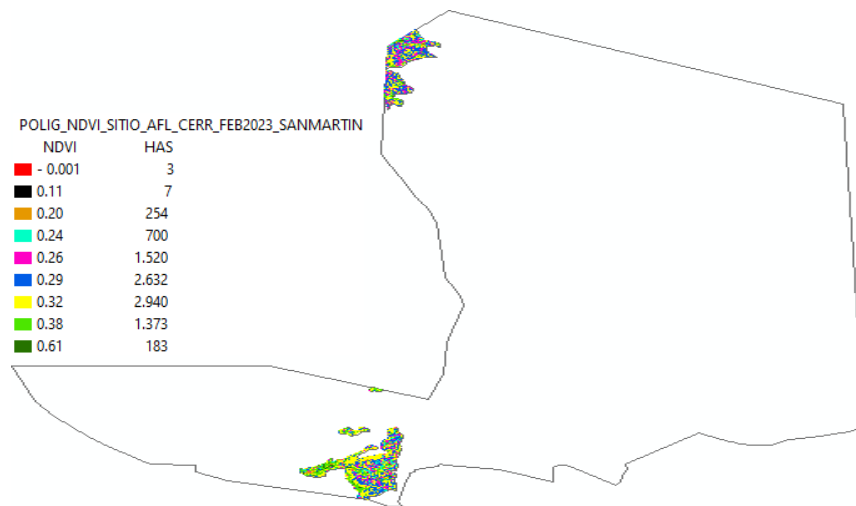 POLIG_NDVI_SITIO_AFL_CERR_FEB2023_SANMARTIN
NDVI HAS
- 0.001 3
0.11 7
0.20 254
0.24 700
0.26 1.520
0.29 2.632
0.32 2.940
0.38 1.373
0.61 183